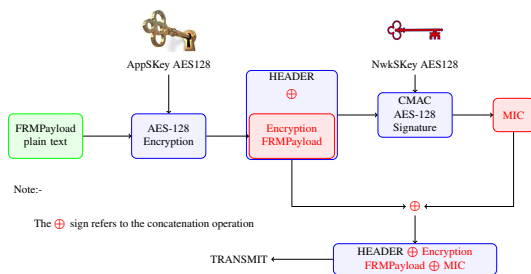 AppSKey AES128
NwkSKey AES128
HEADER
⊕
FRMPayload
plain text
AES-128
Encryption
Encryption
FRMPayload
CMAC
AES-128
Signature
MIC
Note:-
⊕
The ⊕ sign refers to the concatenation operation
TRANSMIT
HEADER ⊕ Encryption
FRMPayload ⊕ MIC